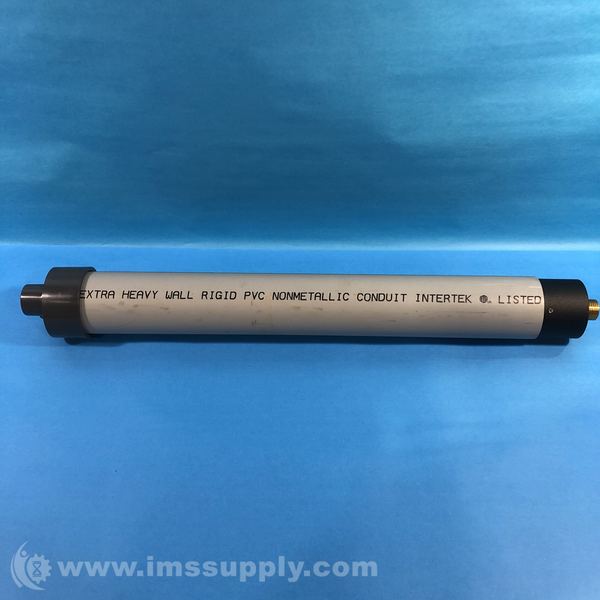 EXTRA HEAVY WALL RIGID PVC NONMETALLIC CONDUIT INTERTEK LISTED
www.imssupply.com